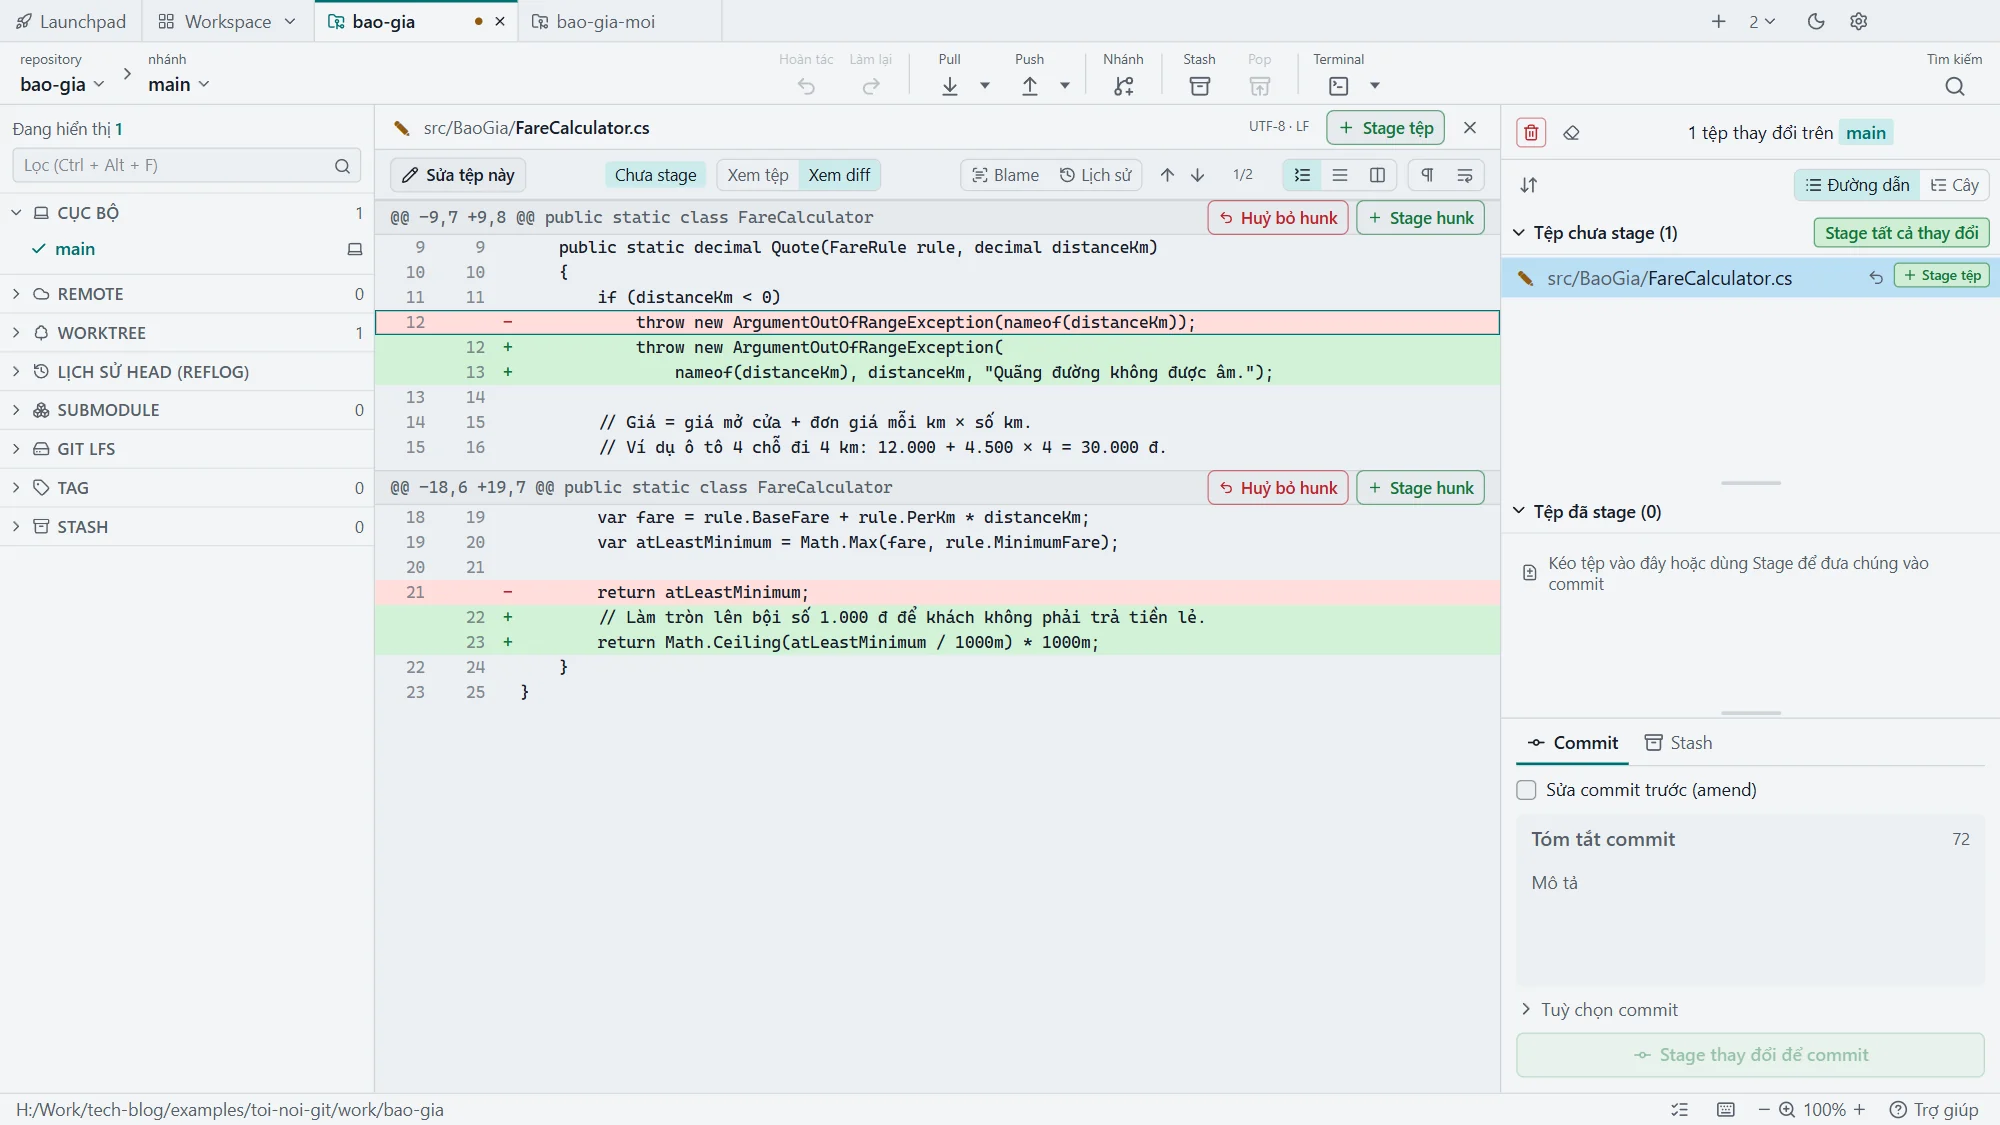 Launchpad
Workspace
bao-gia
bao-gia-moi
2
repository
bao-gia
nhánh
main
Hoàn tác
Làm lại
Pull
Push
Nhánh
Stash
Pop
Terminal
Tìm kiếm
Đang hiển thị 1
Lọc (Ctrl + Alt + F)
CỤC BỘ 1
main
REMOTE 0
WORKTREE 1
LỊCH SỬ HEAD (REFLOG)
SUBMODULE 0
GIT LFS
TAG 0
STASH 0
src/BaoGia/FareCalculator.cs
UTF-8 · LF
+ Stage tệp
Sửa tệp này
Chưa stage
Xem tệp
Xem diff
Blame
Lịch sử
1/2
@@ -9,7 +9,8 @@ public static class FareCalculator
Huỷ bỏ hunk
+ Stage hunk
9 9 public static decimal Quote(FareRule rule, decimal distanceKm)
10 10 {
11 11 if (distanceKm < 0)
12 - throw new ArgumentOutOfRangeException(nameof(distanceKm));
12 + throw new ArgumentOutOfRangeException(
13 + nameof(distanceKm), distanceKm, "Quãng đường không được âm.");
13 14
14 15 // Giá = giá mở cửa + đơn giá mỗi km × số km.
15 16 // Ví dụ ô tô 4 chỗ đi 4 km: 12.000 + 4.500 × 4 = 30.000 đ.
@@ -18,6 +19,7 @@ public static class FareCalculator
Huỷ bỏ hunk
+ Stage hunk
18 19 var fare = rule.BaseFare + rule.PerKm * distanceKm;
19 20 var atLeastMinimum = Math.Max(fare, rule.MinimumFare);
20 21
21 - return atLeastMinimum;
22 + // Làm tròn lên bội số 1.000 đ để khách không phải trả tiền lẻ.
23 + return Math.Ceiling(atLeastMinimum / 1000m) * 1000m;
22 24 }
23 25 }
1 tệp thay đổi trên main
Đường dẫn
Cây
Tệp chưa stage (1)
Stage tất cả thay đổi
src/BaoGia/FareCalculator.cs
+ Stage tệp
Tệp đã stage (0)
Kéo tệp vào đây hoặc dùng Stage để đưa chúng vào
commit
Commit
Stash
Sửa commit trước (amend)
Tóm tắt commit 72
Mô tả
Tuỳ chọn commit
Stage thay đổi để commit
H:/Work/tech-blog/examples/toi-noi-git/work/bao-gia
100%
Trợ giúp